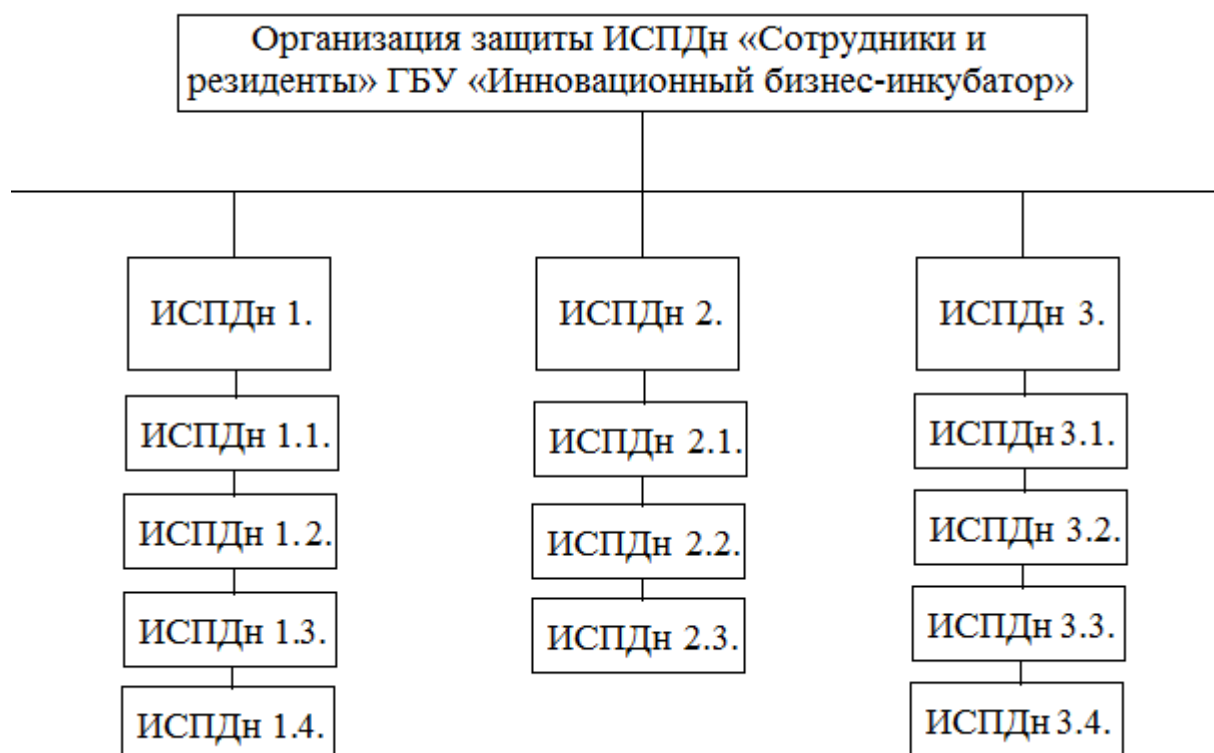 Организация защиты ИСПДн «Сотрудники и
резиденты» ГБУ «Инновационный бизнес-инкубатор»
ИСПДн 1.
ИСПДн 2.
ИСПДн 3.
ИСПДн 1.1.
ИСПДн 2.1.
ИСПДн 3.1.
ИСПДн 1.2.
ИСПДн 2.2.
ИСПДн 3.2.
ИСПДн 1.3.
ИСПДн 2.3.
ИСПДн 3.3.
ИСПДн 1.4.
ИСПДн 3.4.